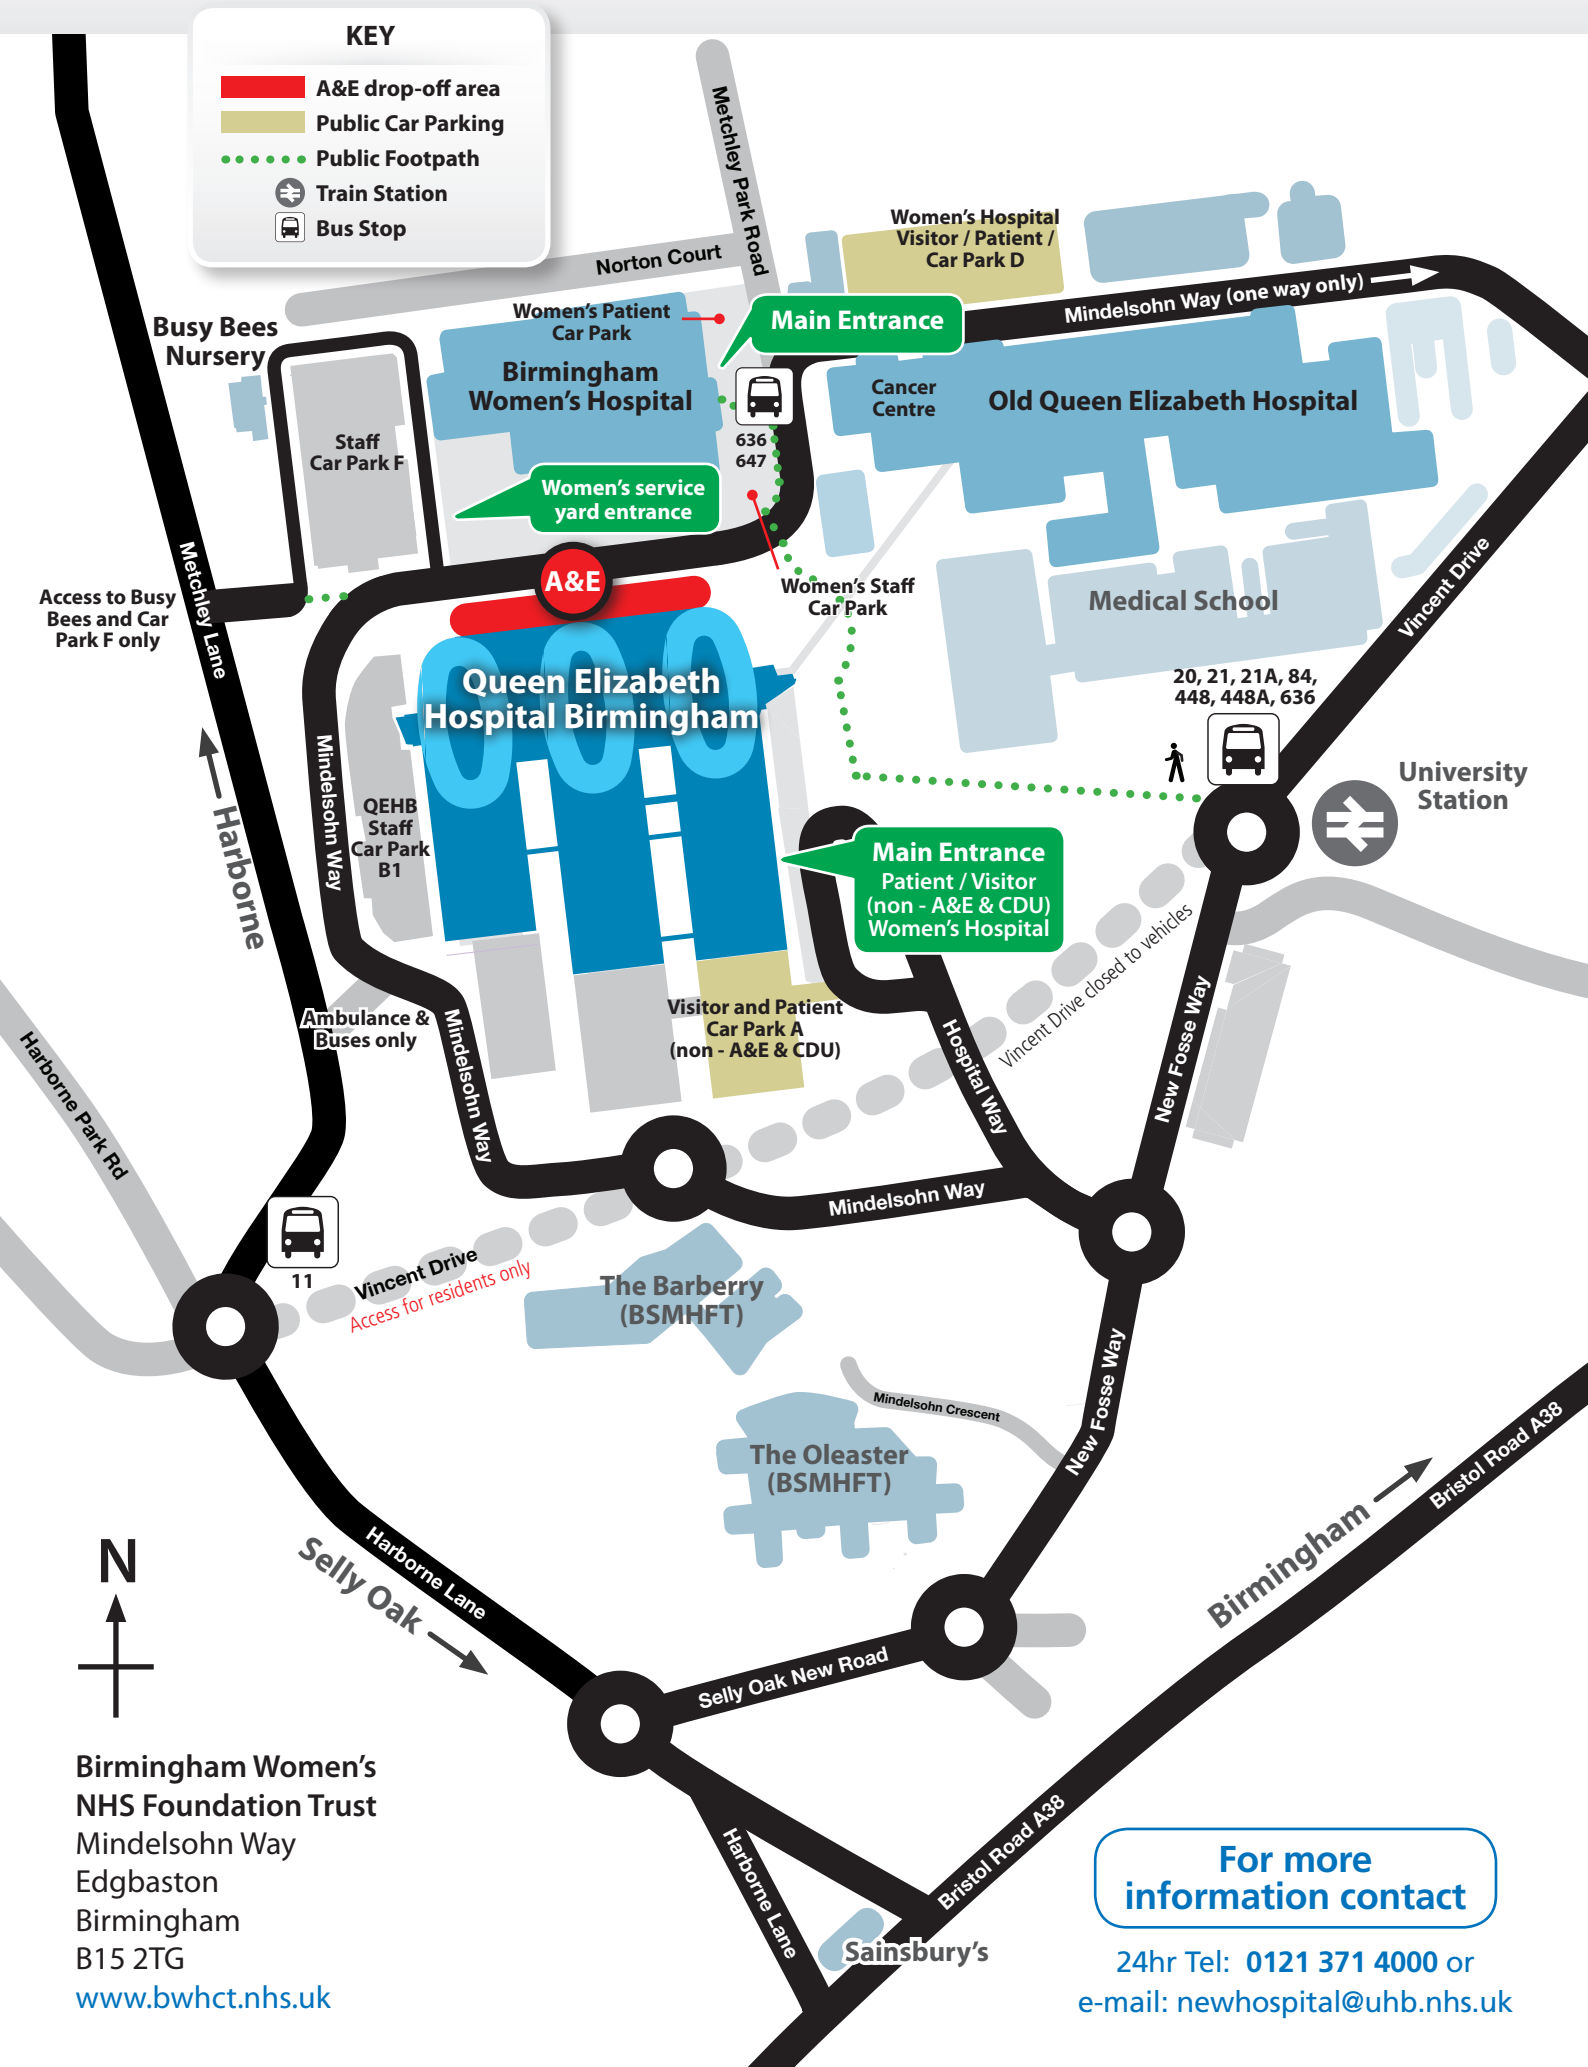 KEY
A&E drop-off area
Public Car Parking
Public Footpath
Train Station
Bus Stop
Metchley Park Road
Norton Court
Women's Hospital
Visitor / Patient /
Car Park D
Mindelsohn Way (one way only)
Busy Bees
Nursery
Women's Patient
Car Park
Main Entrance
Birmingham
Women's Hospital
Cancer
Centre
Old Queen Elizabeth Hospital
Staff
Car Park F
636
647
Women's service
yard entrance
Metchley Lane
A&E
Women's Staff
Car Park
Medical School
Vincent Drive
Access to Busy
Bees and Car
Park F only
Queen Elizabeth
Hospital Birmingham
20, 21, 21A, 84,
448, 448A, 636
University
Station
Mindelsohn Way
Harborne
QEHB
Staff
Car Park
B1
Main Entrance
Patient / Visitor
(non - A&E & CDU)
Women's Hospital
Vincent Drive closed to vehicles
Visitor and Patient
Car Park A
(non - A&E & CDU)
Ambulance &
Buses only
Mindelsohn Way
Hospital Way
New Fosse Way
Harborne Park Rd
Mindelsohn Way
11
Vincent Drive
Access for residents only
The Barberry
(BSMHFT)
Mindelsohn Crescent
New Fosse Way
The Oleaster
(BSMHFT)
Bristol Road A38
Birmingham
N
Harborne Lane
Selly Oak
Selly Oak New Road
Birmingham Women's
NHS Foundation Trust
Mindelsohn Way
Edgbaston
Birmingham
B15 2TG
www.bwhct.nhs.uk
Harborne Lane
Bristol Road A38
Sainsbury's
For more
information contact
24hr Tel: 0121 371 4000 or
e-mail: newhospital@uhb.nhs.uk